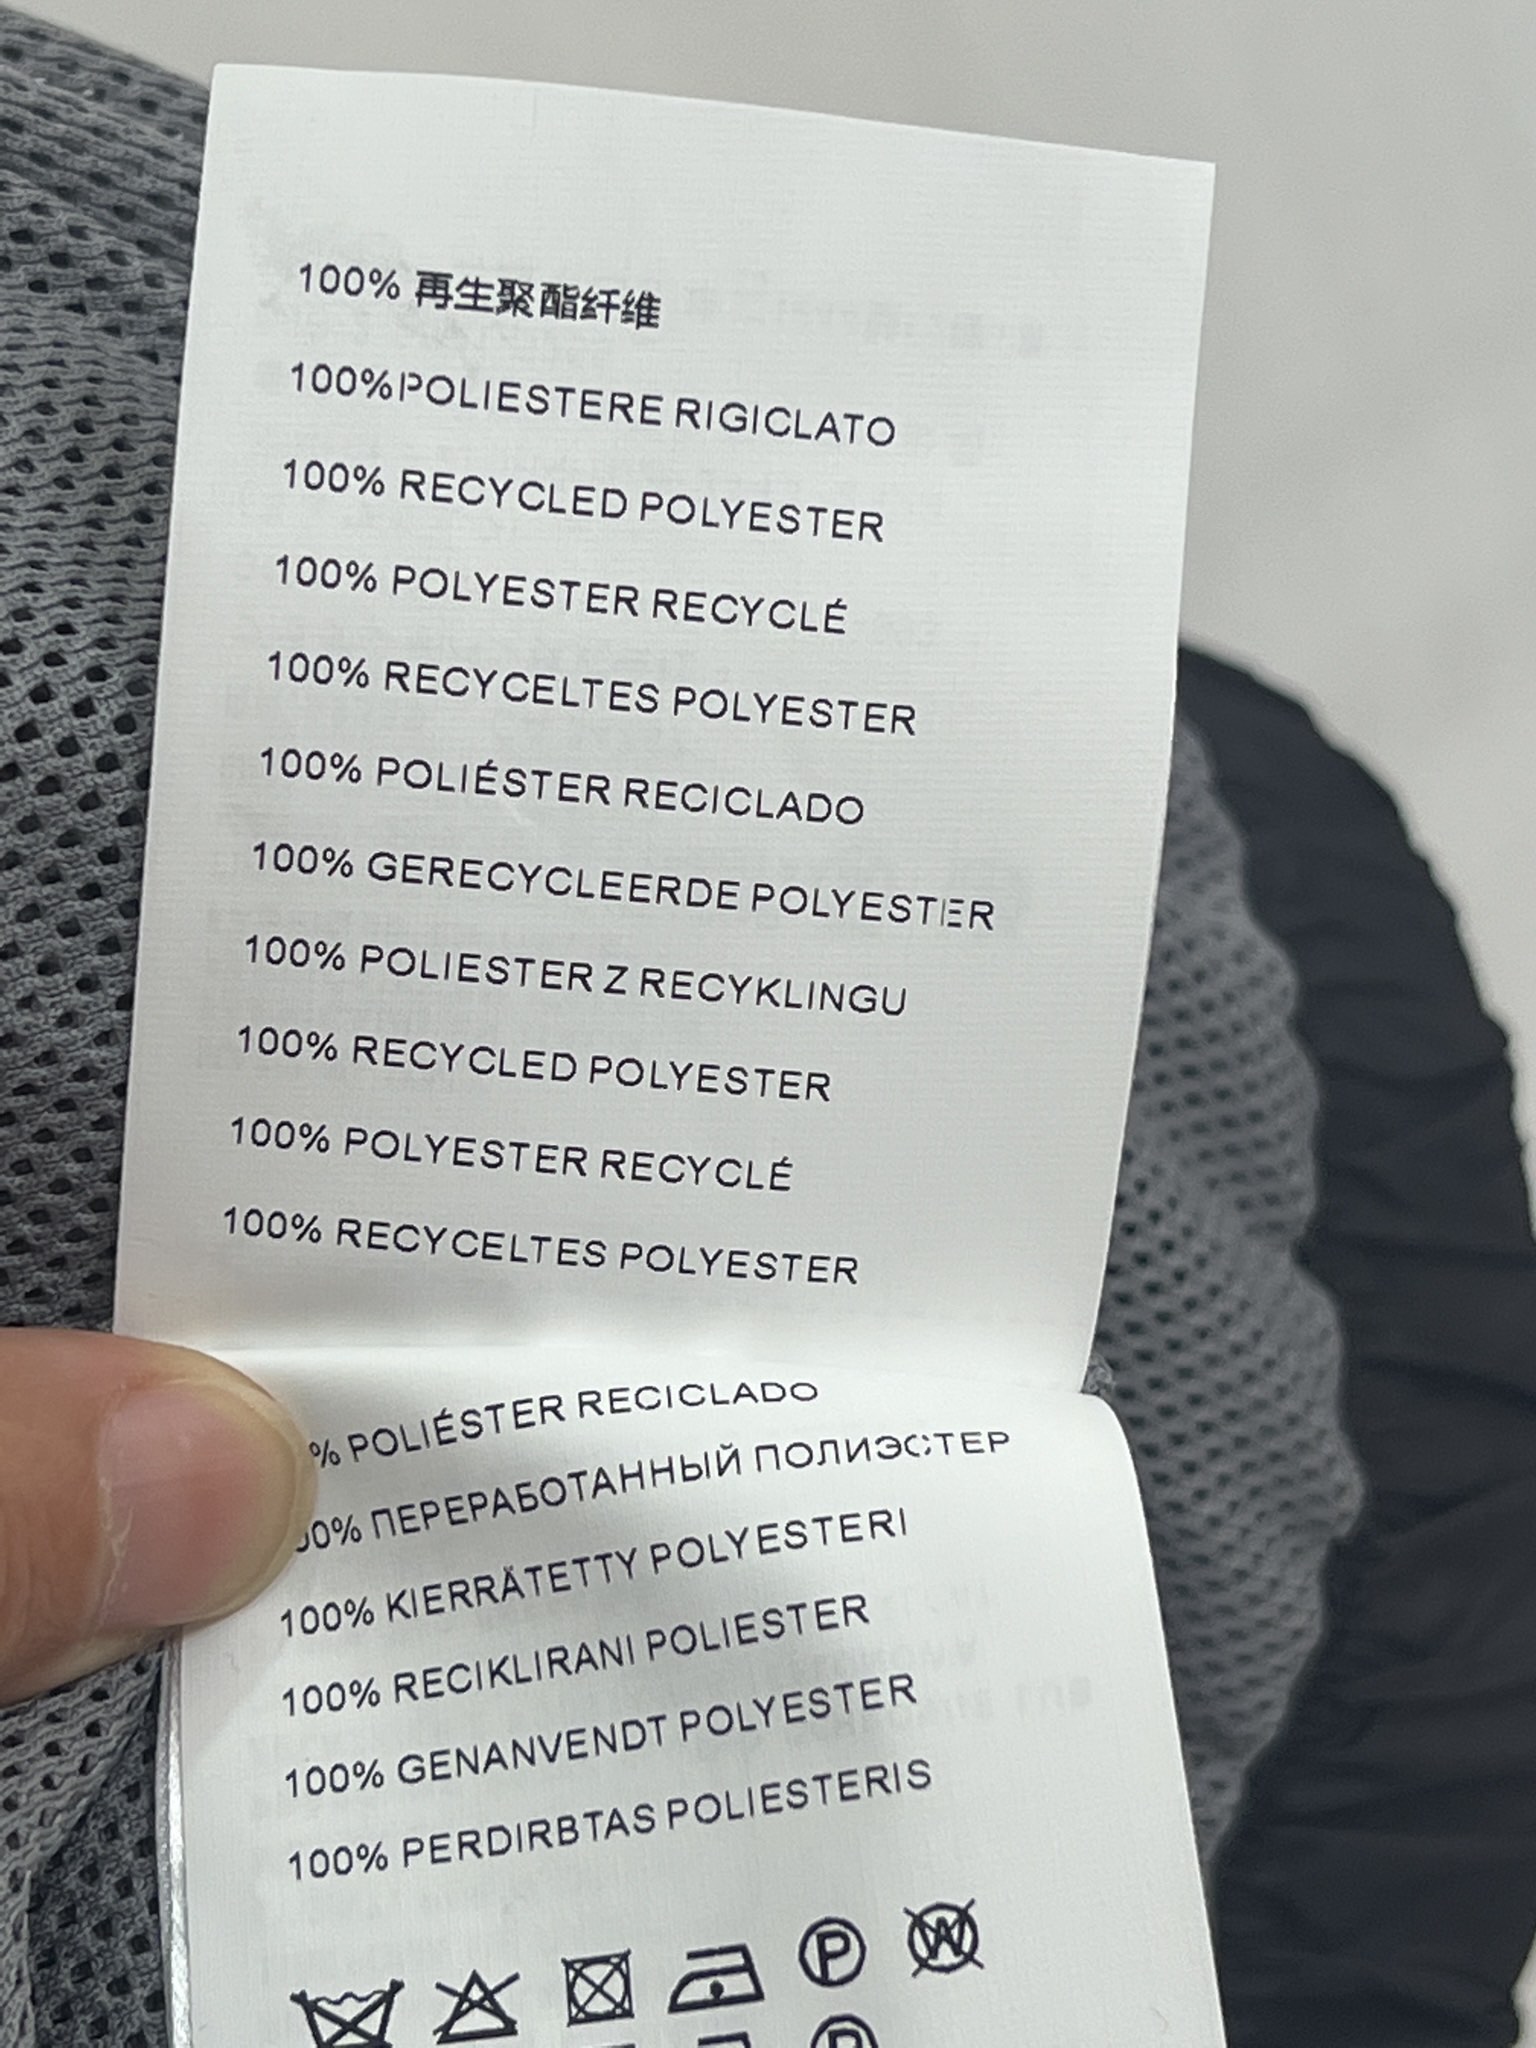 100% 再生聚酯纤维
100%POLIESTERE RIGICLATO
100% RECYCLED POLYESTER
100% POLYESTER RECYCLÉ
100% RECYCELTES POLYESTER
100% POLIÉSTER RECICLADO
100% GERECYCLEERDE POLYESTER
100% POLIESTER Z RECYKLINGU
100% RECYCLED POLYESTER
100% POLYESTER RECYCLÉ
100% RECYCELTES POLYESTER
% POLIÉSTER RECICLADO
00% ПЕРЕРАБОТАННЫЙ ПОЛИЭСТЕР
100% KIERRÄTETTY POLYESTERI
100% RECIKLIRANI POLIESTER
100% GENANVENDT POLYESTER
100% PERDIRBTAS POLIESTERIS
P W